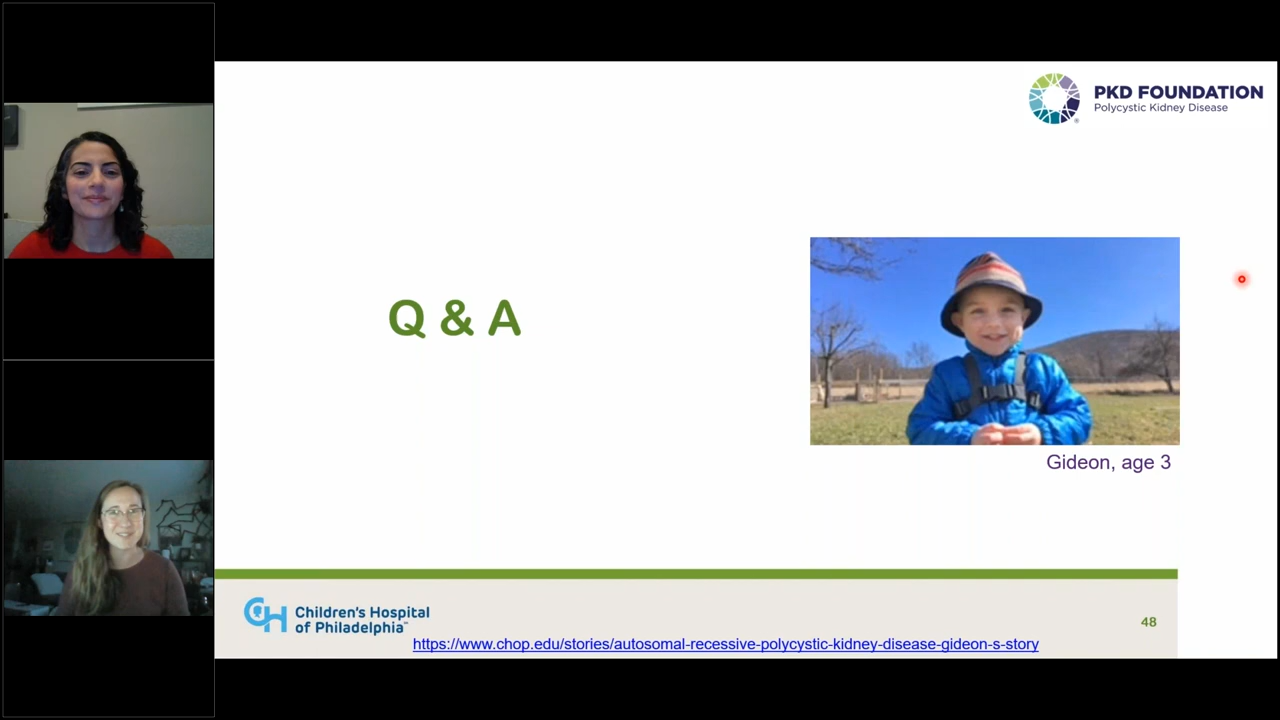 PKD FOUNDATION
Polycystic Kidney Disease
Q & A
Gideon, age 3
Children's Hospital
of Philadelphia™
48
https://www.chop.edu/stories/autosomal-recessive-polycystic-kidney-disease-gideon-s-story